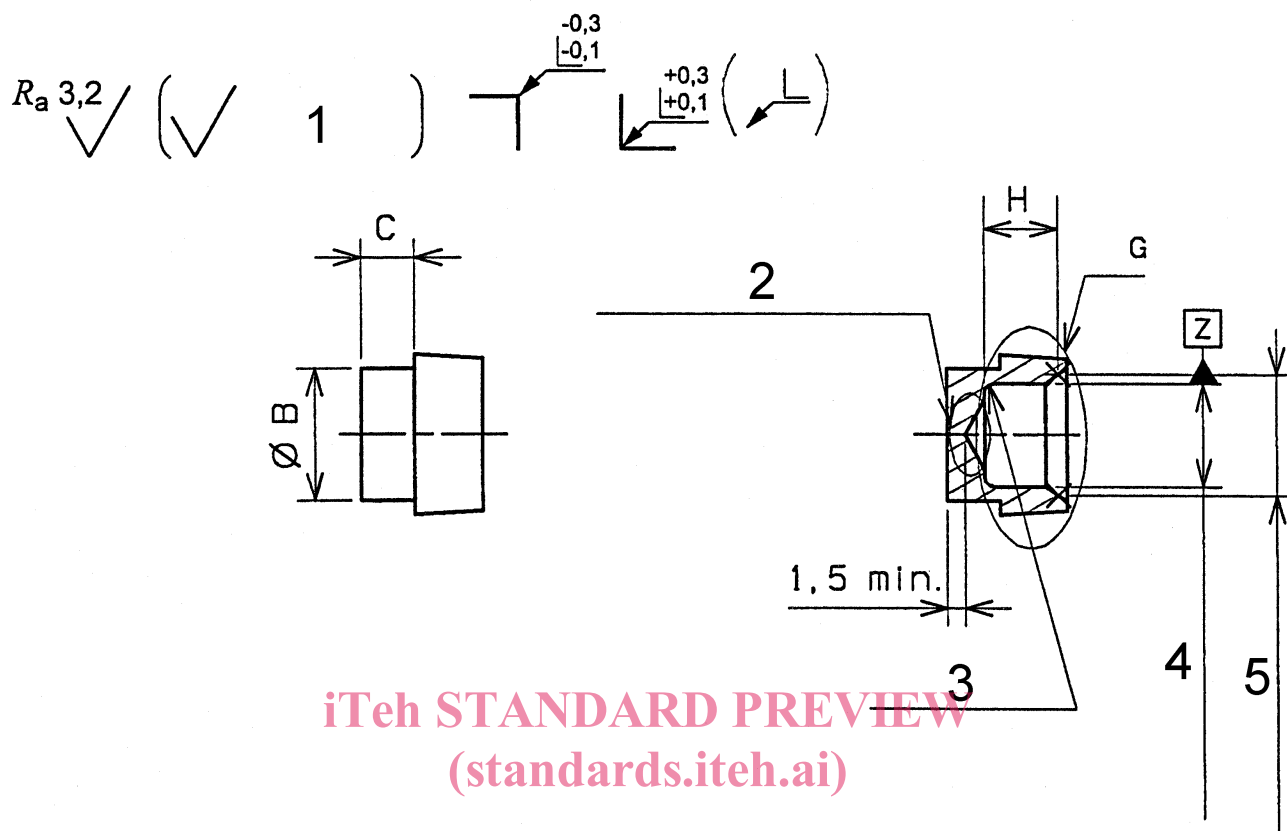 -0,3
-0,1
Ra 3,2
1
+0,3
+0,1
C
H
G
2
Z
Ø B
1,5 min.
4
5
3
iTeh STANDARD PREVIEW
(standards.iteh.ai)